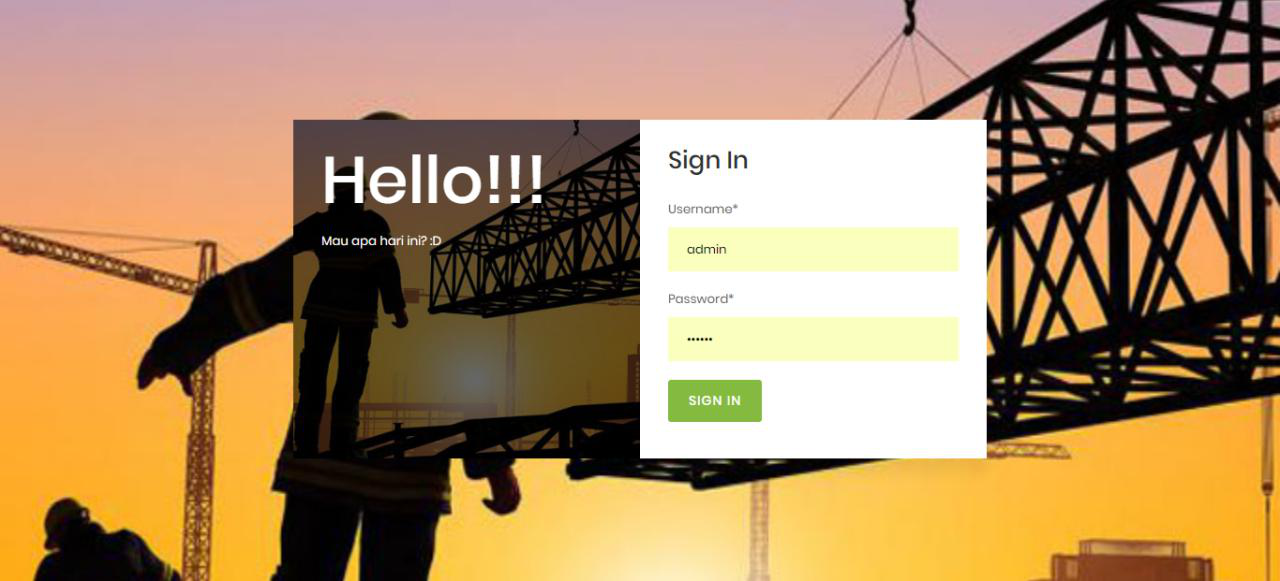 Hello!!!
Mau apa hari ini? :D
Sign In
Username*
admin
Password*
••••••
SIGN IN